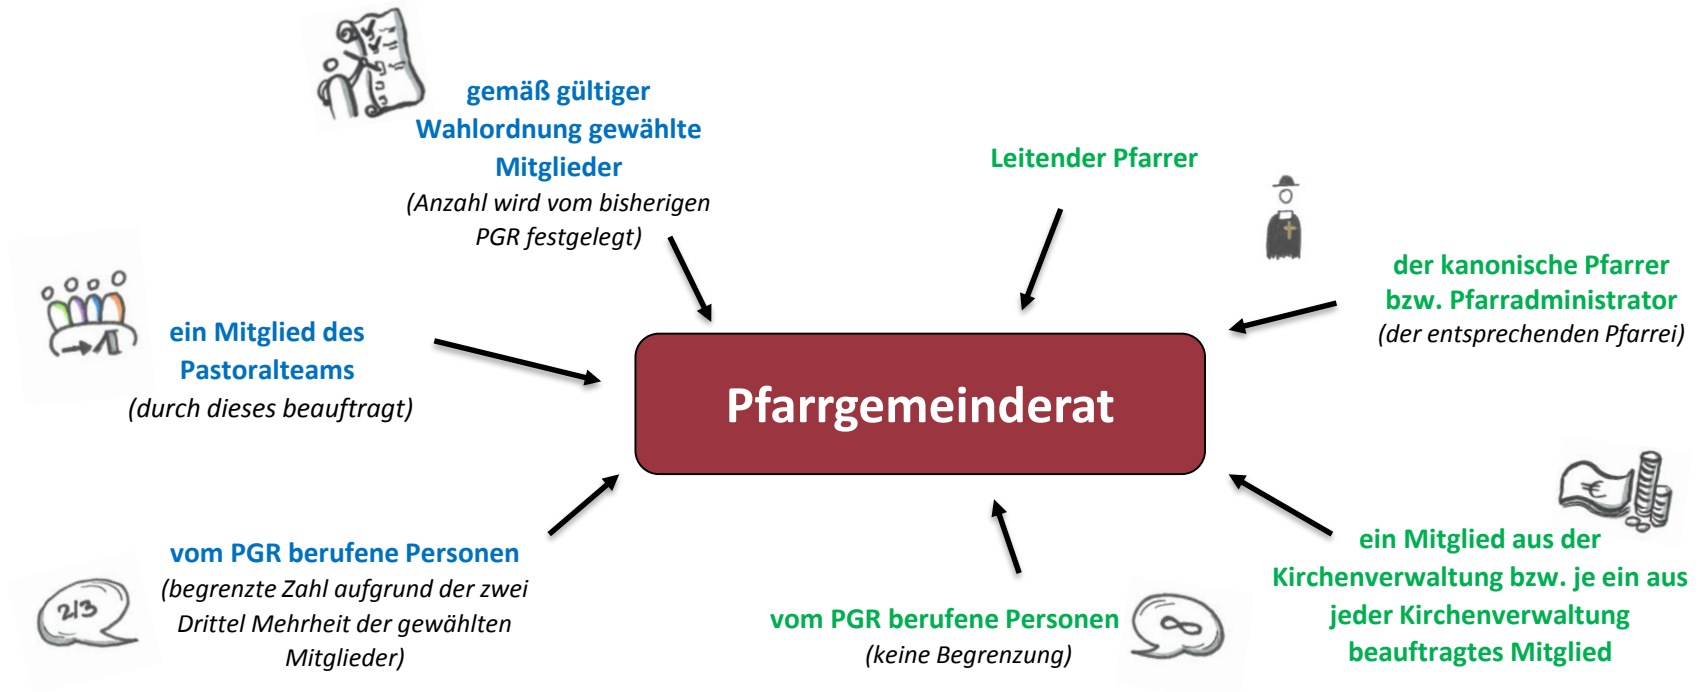 gemäß gültiger
Wahlordnung gewählte
Mitglieder
(Anzahl wird vom bisherigen
PGR festgelegt)
Leitender Pfarrer
der kanonische Pfarrer
bzw. Pfarradministrator
(der entsprechenden Pfarrei)
ein Mitglied des
Pastoralteams
(durch dieses beauftragt)
Pfarrgemeinderat
€
vom PGR berufene Personen
(begrenzte Zahl aufgrund der zwei
Drittel Mehrheit der gewählten
Mitglieder)
2/3
vom PGR berufene Personen
(keine Begrenzung)
∞
ein Mitglied aus der
Kirchenverwaltung bzw. je ein aus
jeder Kirchenverwaltung
beauftragtes Mitglied